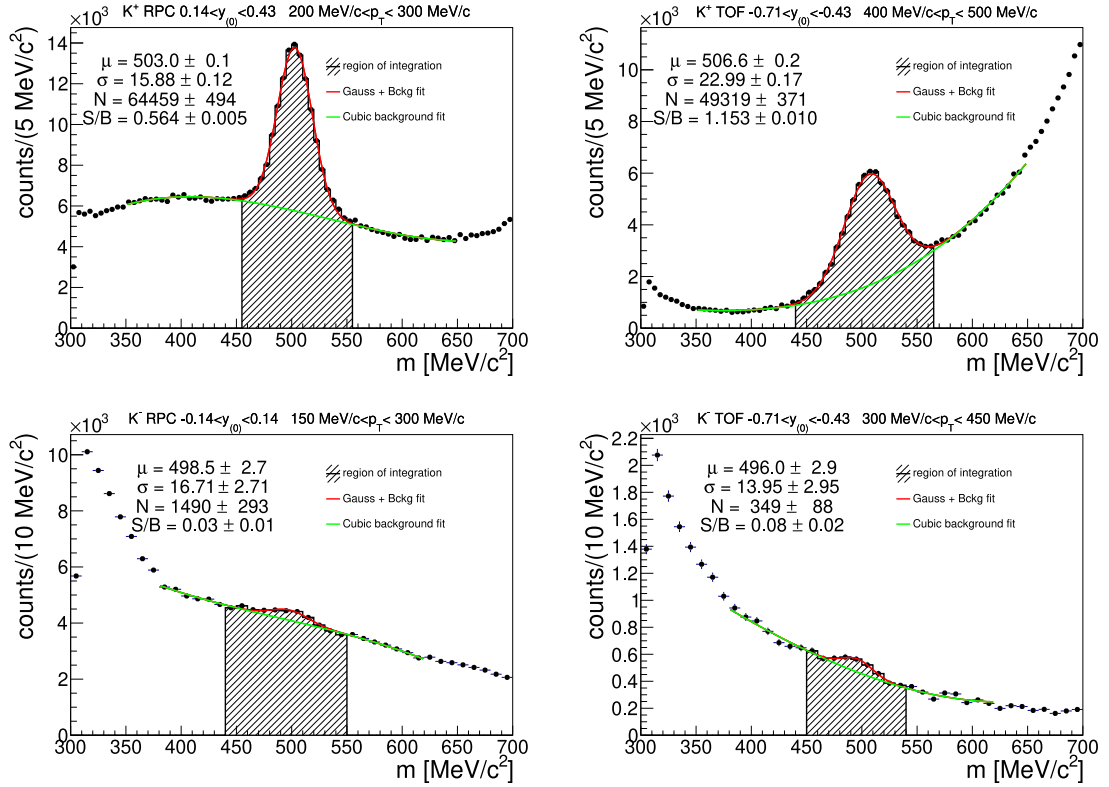 K⁺ RPC 0.14<y₍₀₎<0.43 200 MeV/c<p_T< 300 MeV/c
×10³
μ = 503.0 ± 0.1
σ = 15.88 ± 0.12
N = 64459 ± 494
S/B = 0.564 ± 0.005
region of integration
Gauss + Bckg fit
Cubic background fit
counts/(5 MeV/c²)
14
12
10
8
6
4
2
0
300 350 400 450 500 550 600 650 700
m [MeV/c²]
K⁺ TOF -0.71<y₍₀₎<-0.43 400 MeV/c<p_T< 500 MeV/c
×10³
μ = 506.6 ± 0.2
σ = 22.99 ± 0.17
N = 49319 ± 371
S/B = 1.153 ± 0.010
region of integration
Gauss + Bckg fit
Cubic background fit
counts/(5 MeV/c²)
10
8
6
4
2
0
300 350 400 450 500 550 600 650 700
m [MeV/c²]
K⁻ RPC -0.14<y₍₀₎<0.14 150 MeV/c<p_T< 300 MeV/c
×10³
μ = 498.5 ± 2.7
σ = 16.71 ± 2.71
N = 1490 ± 293
S/B = 0.03 ± 0.01
region of integration
Gauss + Bckg fit
Cubic background fit
counts/(10 MeV/c²)
10
8
6
4
2
0
300 350 400 450 500 550 600 650 700
m [MeV/c²]
K⁻ TOF -0.71<y₍₀₎<-0.43 300 MeV/c<p_T< 450 MeV/c
×10³
μ = 496.0 ± 2.9
σ = 13.95 ± 2.95
N = 349 ± 88
S/B = 0.08 ± 0.02
region of integration
Gauss + Bckg fit
Cubic background fit
counts/(10 MeV/c²)
2.2
2
1.8
1.6
1.4
1.2
1
0.8
0.6
0.4
0.2
0
300 350 400 450 500 550 600 650 700
m [MeV/c²]